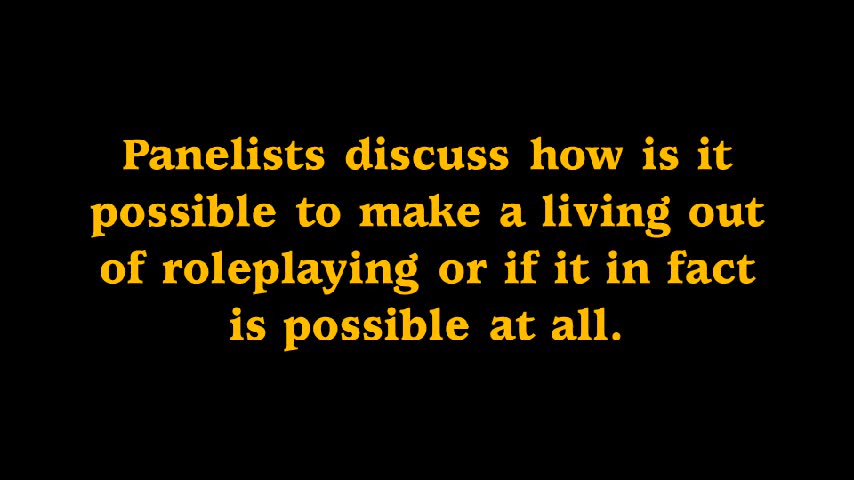 Panelists discuss how is it
possible to make a living out
of roleplaying or if it in fact
is possible at all.